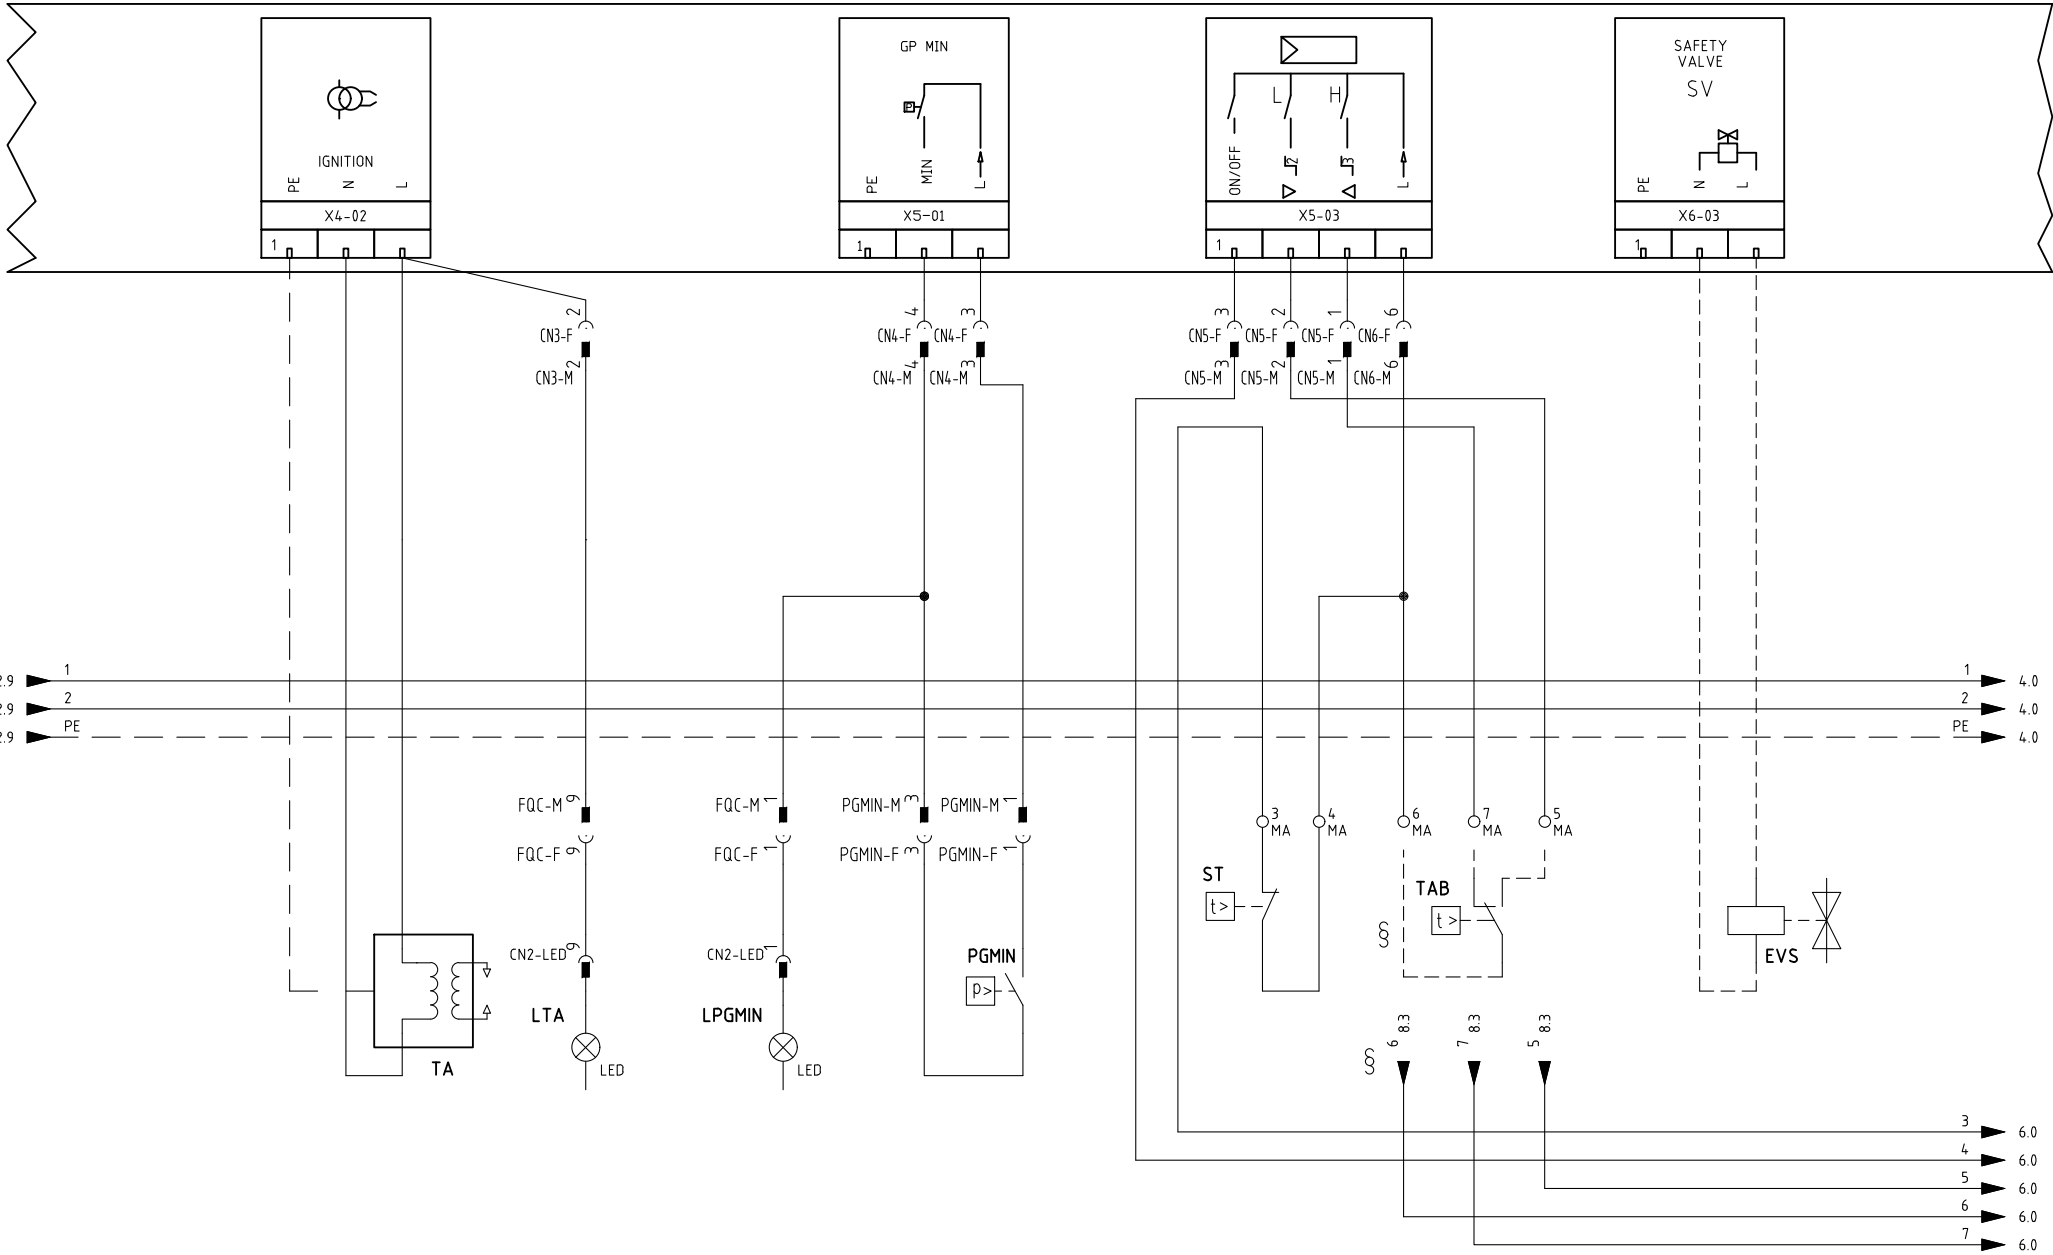 GP MIN
SAFETY
VALVE
SV
L
H
P
IGNITION
PE
N
L
PE
MIN
L
ON/OFF
2
3
L
PE
N
L
X4-02
X5-01
X5-03
X6-03
1
1
1
1
2
CN3-F
2
CN3-M
4
CN4-F
4
CN4-M
3
CN4-F
3
CN4-M
3
CN5-F
3
CN5-M
2
CN5-F
2
CN5-M
1
CN5-F
1
CN5-M
6
CN6-F
6
CN6-M
2.9 1
1 4.0
2.9 2
2 4.0
2.9 PE
PE 4.0
FQC-M 9
FQC-F 9
FQC-M 1
FQC-F 1
PGMIN-M 3
PGMIN-F 3
PGMIN-M 1
PGMIN-F 1
3
MA
4
MA
6
MA
7
MA
5
MA
ST
t>
TAB
t>
§
CN2-LED 9
CN2-LED 1
PGMIN
p>
EVS
LTA
LPGMIN
LED
LED
TA
§
6 8.3
7 8.3
5 8.3
3 6.0
4 6.0
5 6.0
6 6.0
7 6.0